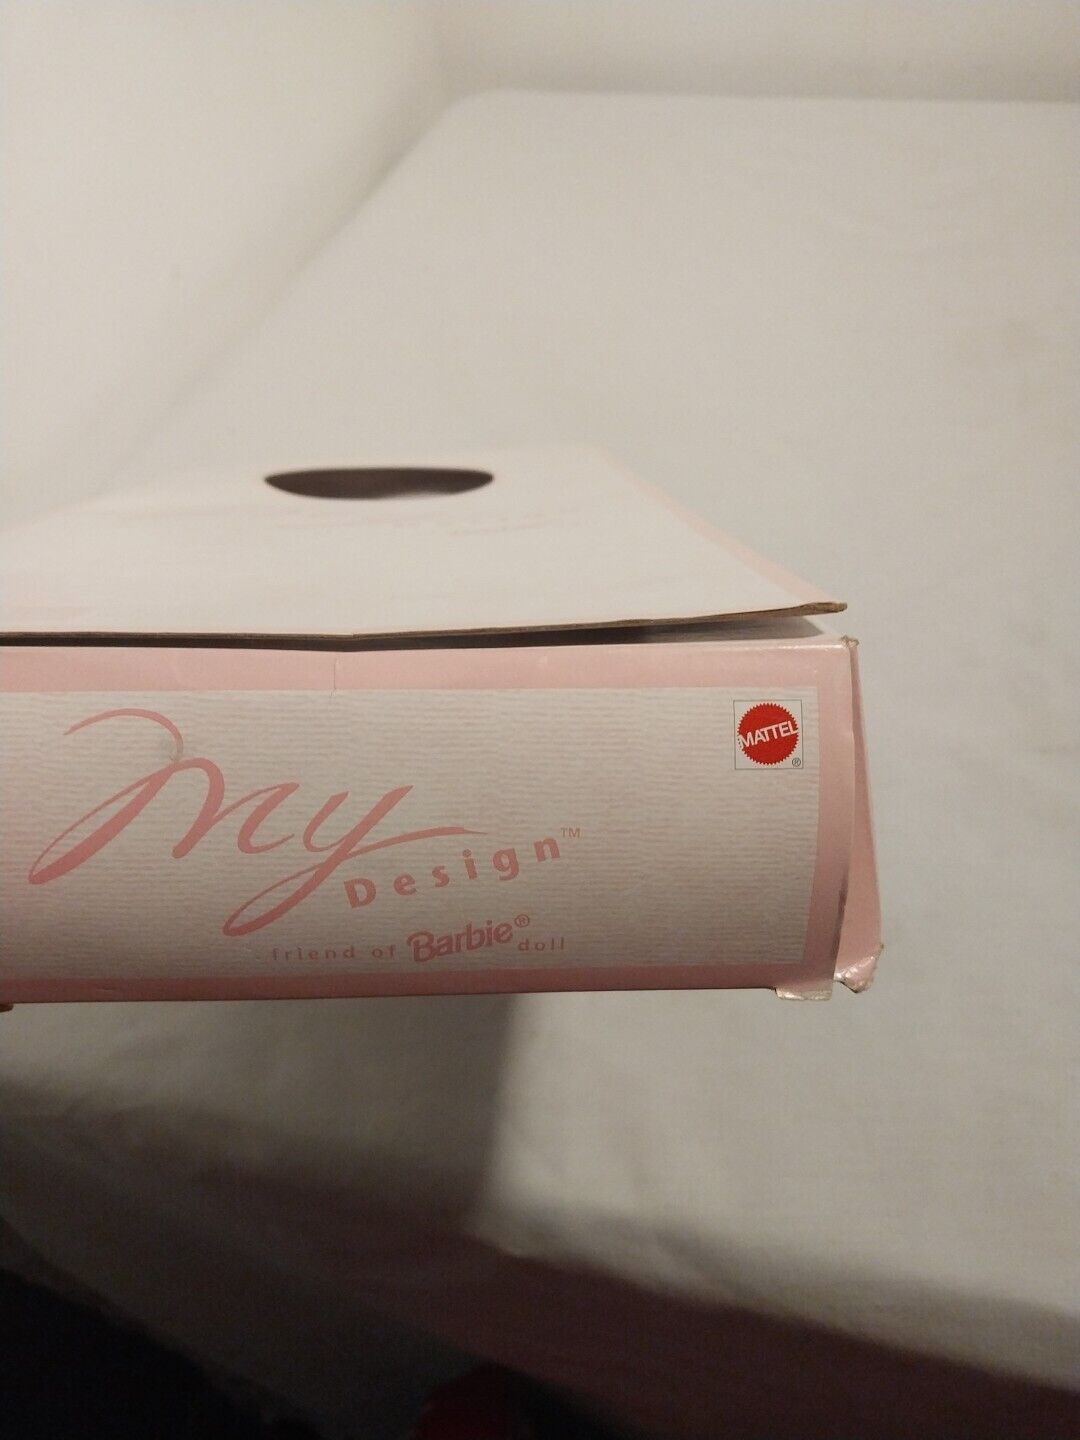 MATTEL®
My
Design™
friend of Barbie® doll